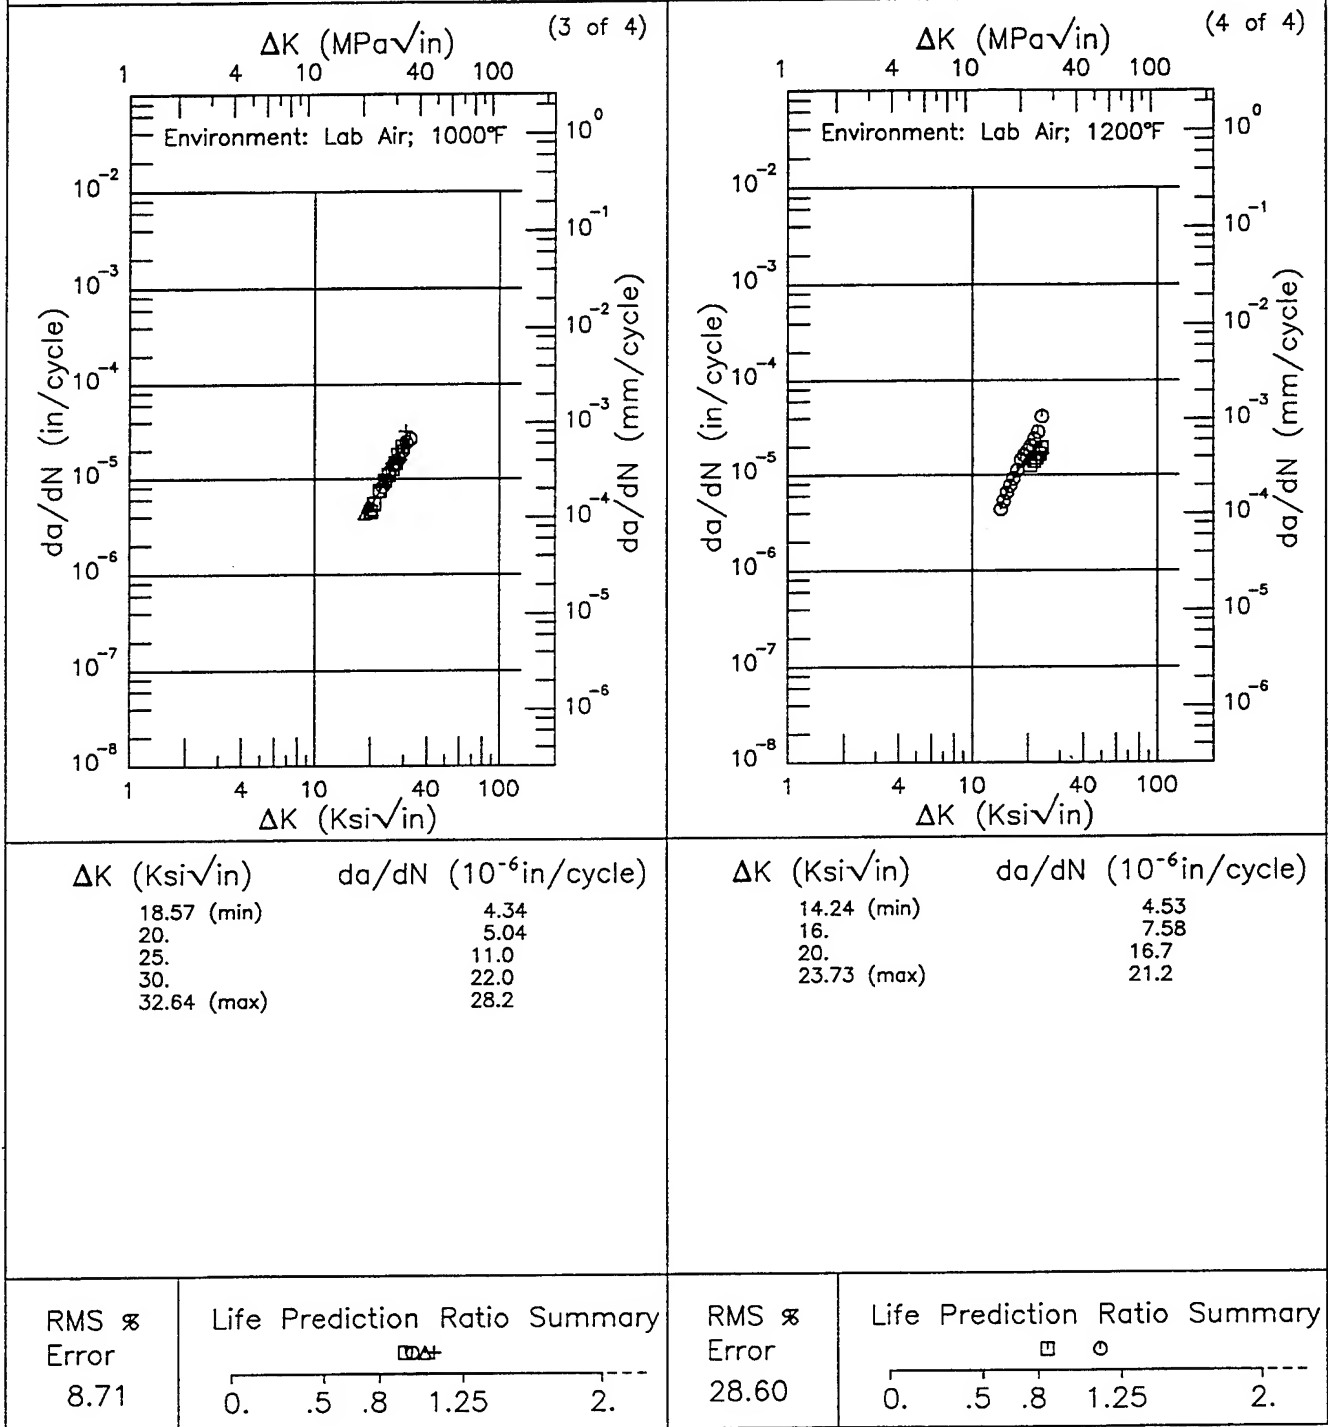 (3 of 4)
ΔK (MPa√in)
1 4 10 40 100
Environment: Lab Air; 1000°F
10⁰
10⁻²
10⁻¹
10⁻³
10⁻²
10⁻⁴
10⁻³
10⁻⁵
10⁻⁴
10⁻⁶
10⁻⁵
10⁻⁷
10⁻⁶
10⁻⁸
da/dN (in/cycle)
da/dN (mm/cycle)
1 4 10 40 100
ΔK (Ksi√in)
ΔK (Ksi√in) da/dN (10⁻⁶in/cycle)
18.57 (min) 4.34
20. 5.04
25. 11.0
30. 22.0
32.64 (max) 28.2
RMS %
Error
8.71
Life Prediction Ratio Summary
0. .5 .8 1.25 2.
(4 of 4)
ΔK (MPa√in)
1 4 10 40 100
Environment: Lab Air; 1200°F
10⁰
10⁻²
10⁻¹
10⁻³
10⁻²
10⁻⁴
10⁻³
10⁻⁵
10⁻⁴
10⁻⁶
10⁻⁵
10⁻⁷
10⁻⁶
10⁻⁸
da/dN (in/cycle)
da/dN (mm/cycle)
1 4 10 40 100
ΔK (Ksi√in)
ΔK (Ksi√in) da/dN (10⁻⁶in/cycle)
14.24 (min) 4.53
16. 7.58
20. 16.7
23.73 (max) 21.2
RMS %
Error
28.60
Life Prediction Ratio Summary
0. .5 .8 1.25 2.